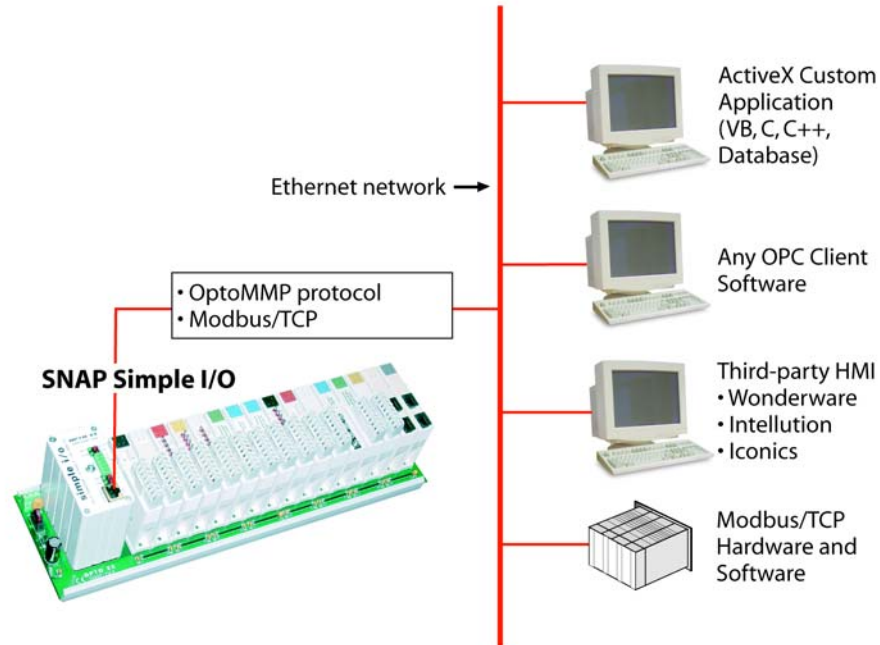 ActiveX Custom
Application
(VB, C, C++,
Database)
Ethernet network
Any OPC Client
Software
• OptoMMP protocol
• Modbus/TCP
SNAP Simple I/O
simple i/o
Third-party HMI
• Wonderware
• Intellution
• Iconics
Modbus/TCP
Hardware and
Software